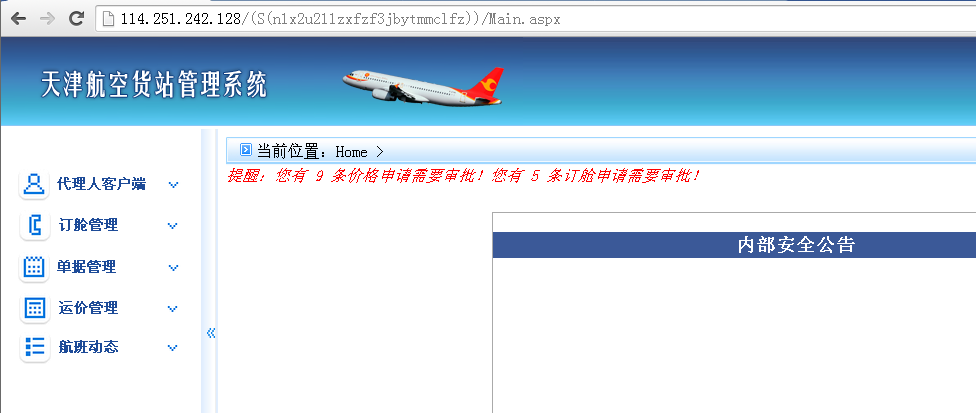 114.251.242.128/(S(nlx2u2llzxfzf3jbytmmclfz))/Main.aspx
天津航空货站管理系统
当前位置：Home >
提醒：您有 9 条价格申请需要审批！您有 5 条订舱申请需要审批！
代理人客户端
订舱管理
单据管理
运价管理
航班动态
«
内部安全公告